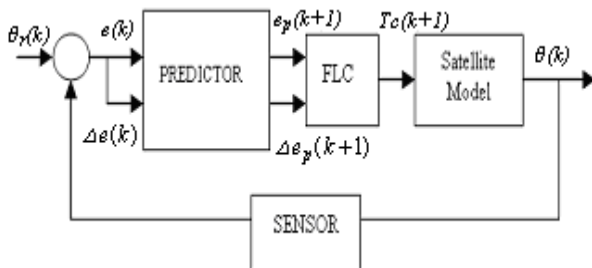 θr(k)
e(k)
Δe(k)
PREDICTOR
ep(k+1)
Δep(k+1)
FLC
Tc(k+1)
Satellite
Model
θ(k)
SENSOR